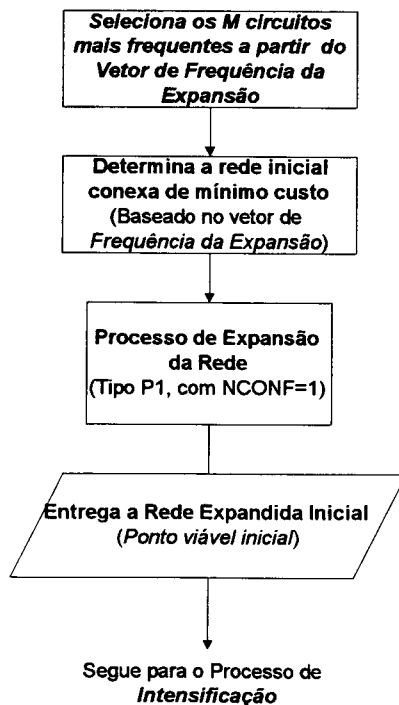 Seleciona os M circuitos
mais frequentes a partir do
Vetor de Frequência da
Expansão
Determina a rede inicial
conexa de mínimo custo
(Baseado no vetor de
Frequência da Expansão)
Processo de Expansão
da Rede
(Tipo P1, com NCONF=1)
Entrega a Rede Expandida Inicial
(Ponto viável inicial)
Segue para o Processo de
Intensificação